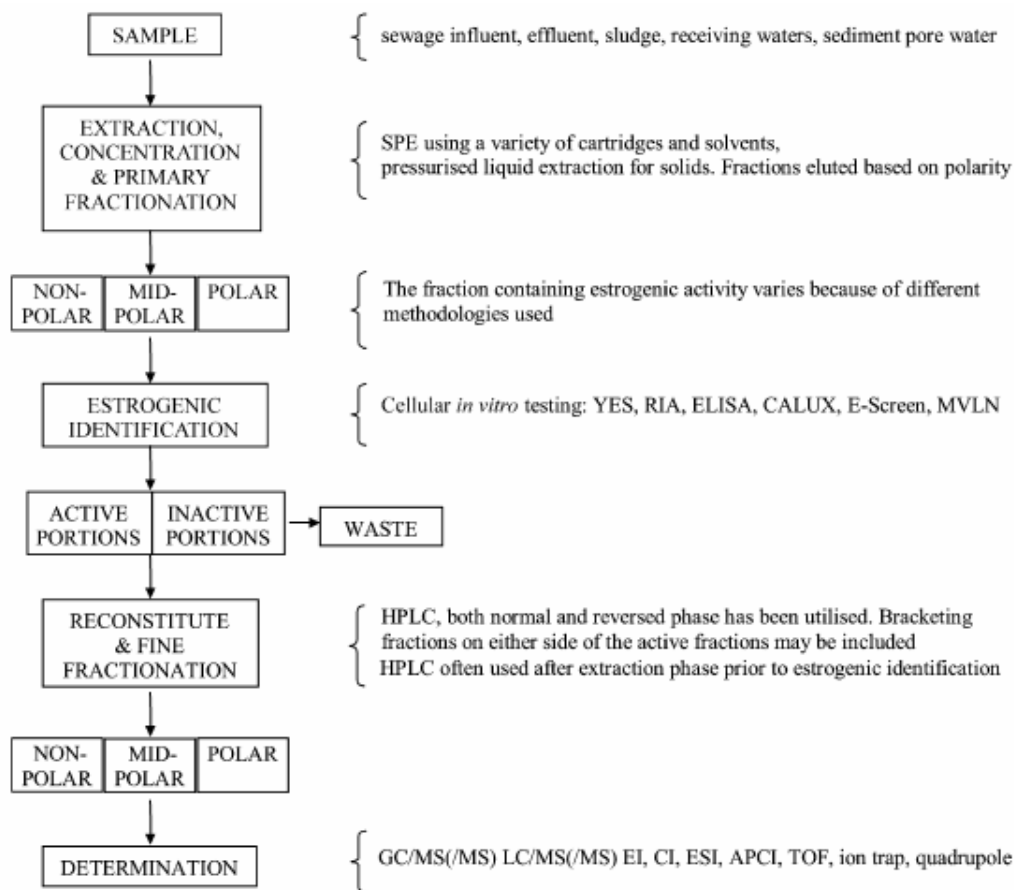 SAMPLE
sewage influent, effluent, sludge, receiving waters, sediment pore water
EXTRACTION,
CONCENTRATION
& PRIMARY
FRACTIONATION
SPE using a variety of cartridges and solvents,
pressurised liquid extraction for solids. Fractions eluted based on polarity
NON-
POLAR
MID-
POLAR
POLAR
The fraction containing estrogenic activity varies because of different
methodologies used
ESTROGENIC
IDENTIFICATION
Cellular in vitro testing: YES, RIA, ELISA, CALUX, E-Screen, MVLN
ACTIVE
PORTIONS
INACTIVE
PORTIONS
WASTE
RECONSTITUTE
& FINE
FRACTIONATION
HPLC, both normal and reversed phase has been utilised. Bracketing
fractions on either side of the active fractions may be included
HPLC often used after extraction phase prior to estrogenic identification
NON-
POLAR
MID-
POLAR
POLAR
DETERMINATION
GC/MS(/MS) LC/MS(/MS) EI, CI, ESI, APCI, TOF, ion trap, quadrupole